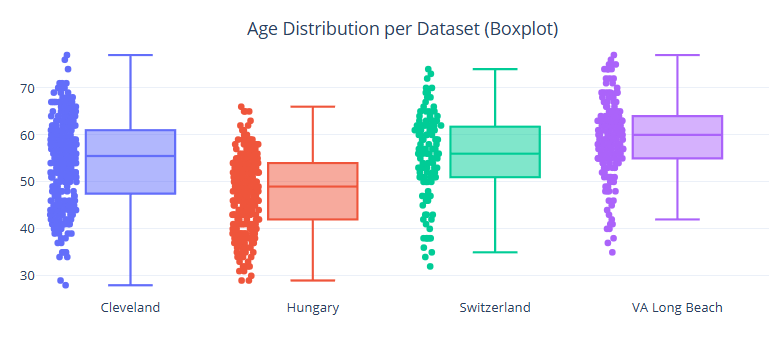 Age Distribution per Dataset (Boxplot)
70
60
50
40
30
Cleveland
Hungary
Switzerland
VA Long Beach